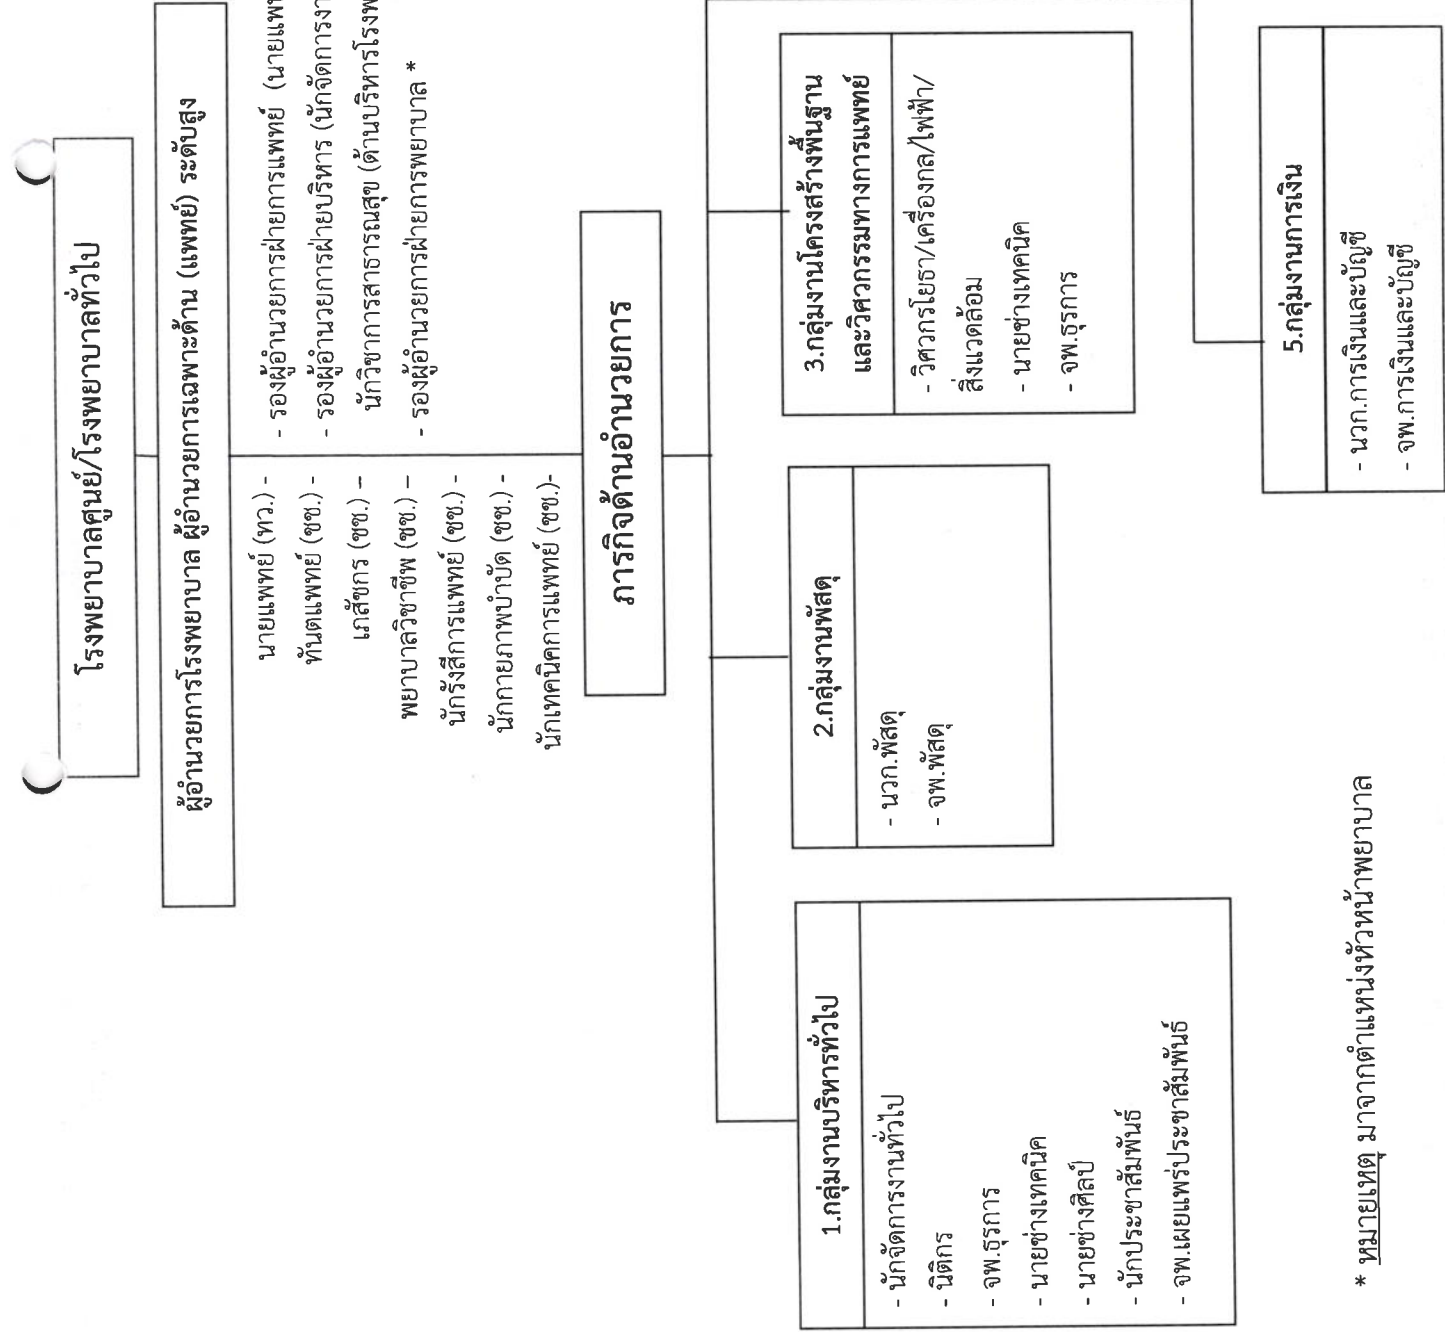 โรงพยาบาลศูนย์/โรงพยาบาลทั่วไป
ผู้อำนวยการโรงพยาบาล ผู้อำนวยการเฉพาะด้าน (แพทย์) ระดับสูง
นายแพทย์ (ทว.) -
ทันตแพทย์ (ชช.) -
เภสัชกร (ชช.) –
พยาบาลวิชาชีพ (ชช.) –
นักรังสีการแพทย์ (ชช.) -
นักกายภาพบำบัด (ชช.) -
นักเทคนิคการแพทย์ (ชช.)-
- รองผู้อำนวยการฝ่ายการแพทย์ (นายแพท
- รองผู้อำนวยการฝ่ายบริหาร (นักจัดการงา
นักวิชาการสาธารณสุข (ด้านบริหารโรงพ
- รองผู้อำนวยการฝ่ายการพยาบาล *
ภารกิจด้านอำนวยการ
1.กลุ่มงานบริหารทั่วไป
- นักจัดการงานทั่วไป
- นิติกร
- จพ.ธุรการ
- นายช่างเทคนิค
- นายช่างศิลป์
- นักประชาสัมพันธ์
- จพ.เผยแพร่ประชาสัมพันธ์
2.กลุ่มงานพัสดุ
- นวก.พัสดุ
- จพ.พัสดุ
3.กลุ่มงานโครงสร้างพื้นฐาน
และวิศวกรรมทางการแพทย์
- วิศวกรโยธา/เครื่องกล/ไฟฟ้า/
สิ่งแวดล้อม
- นายช่างเทคนิค
- จพ.ธุรการ
5.กลุ่มงานการเงิน
- นวก.การเงินและบัญชี
- จพ.การเงินและบัญชี
* หมายเหตุ มาจากตำแหน่งหัวหน้าพยาบาล